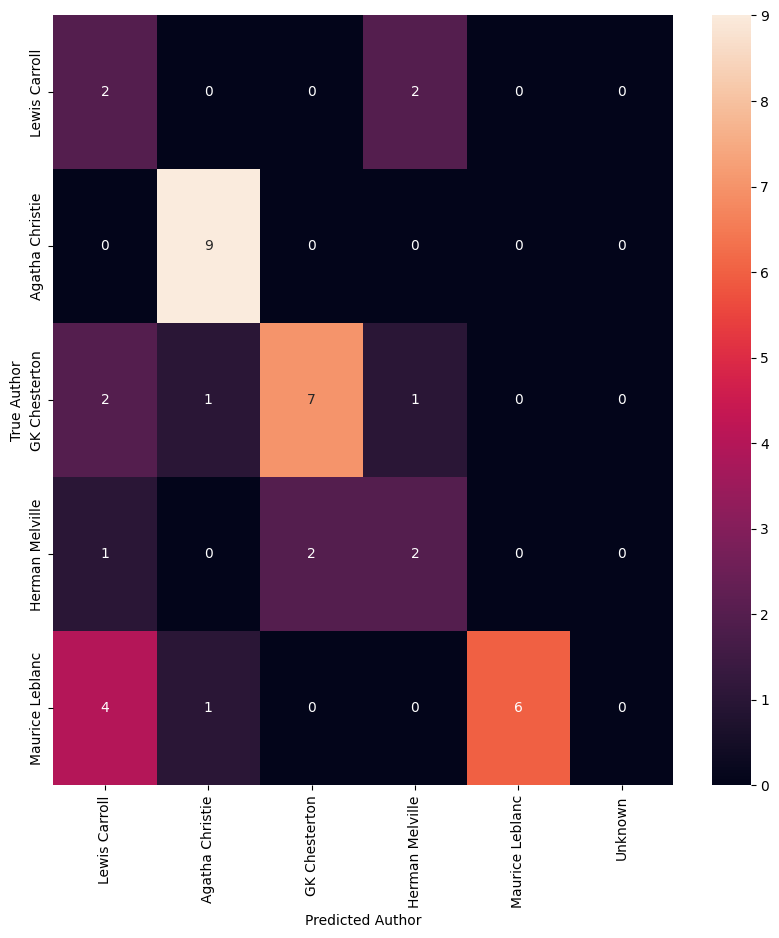 True Author
Lewis Carroll
2 0 0 2 0 0
Agatha Christie
0 9 0 0 0 0
GK Chesterton
2 1 7 1 0 0
Herman Melville
1 0 2 2 0 0
Maurice Leblanc
4 1 0 0 6 0
Lewis Carroll
Agatha Christie
GK Chesterton
Herman Melville
Maurice Leblanc
Unknown
Predicted Author
9
8
7
6
5
4
3
2
1
0